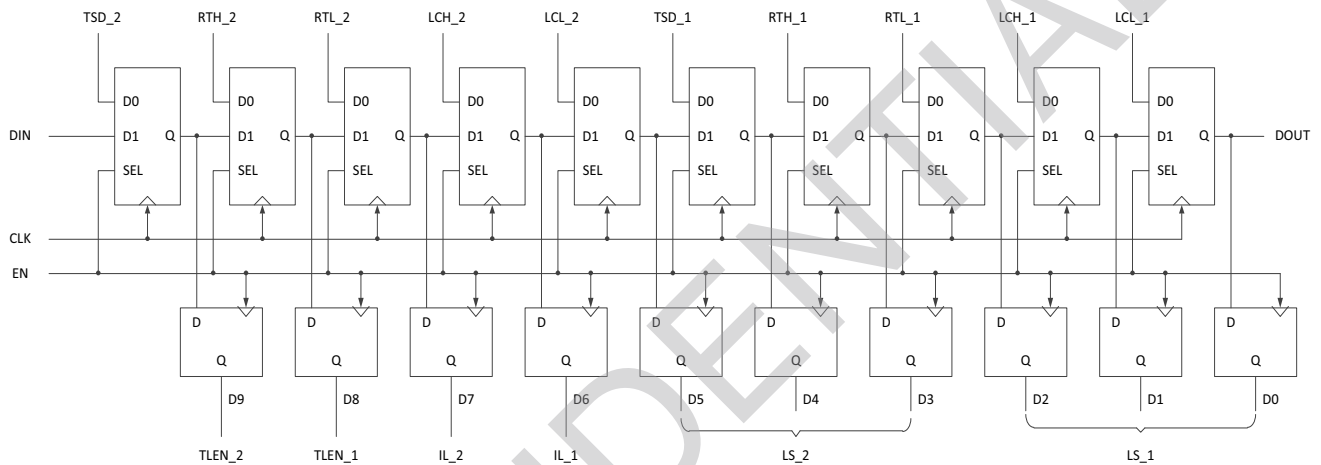 TSD_2 RTH_2 RTL_2 LCH_2 LCL_2 TSD_1 RTH_1 RTL_1 LCH_1 LCL_1
D0 D0 D0 D0 D0 D0 D0 D0 D0 D0
DIN D1 Q D1 Q D1 Q D1 Q D1 Q D1 Q D1 Q D1 Q D1 Q D1 Q DOUT
SEL SEL SEL SEL SEL SEL SEL SEL SEL SEL
CLK
EN
D D D D D D D D D D
Q Q Q Q Q Q Q Q Q Q
D9 D8 D7 D6 D5 D4 D3 D2 D1 D0
TLEN_2 TLEN_1 IL_2 IL_1 LS_2 LS_1
IDENTIA